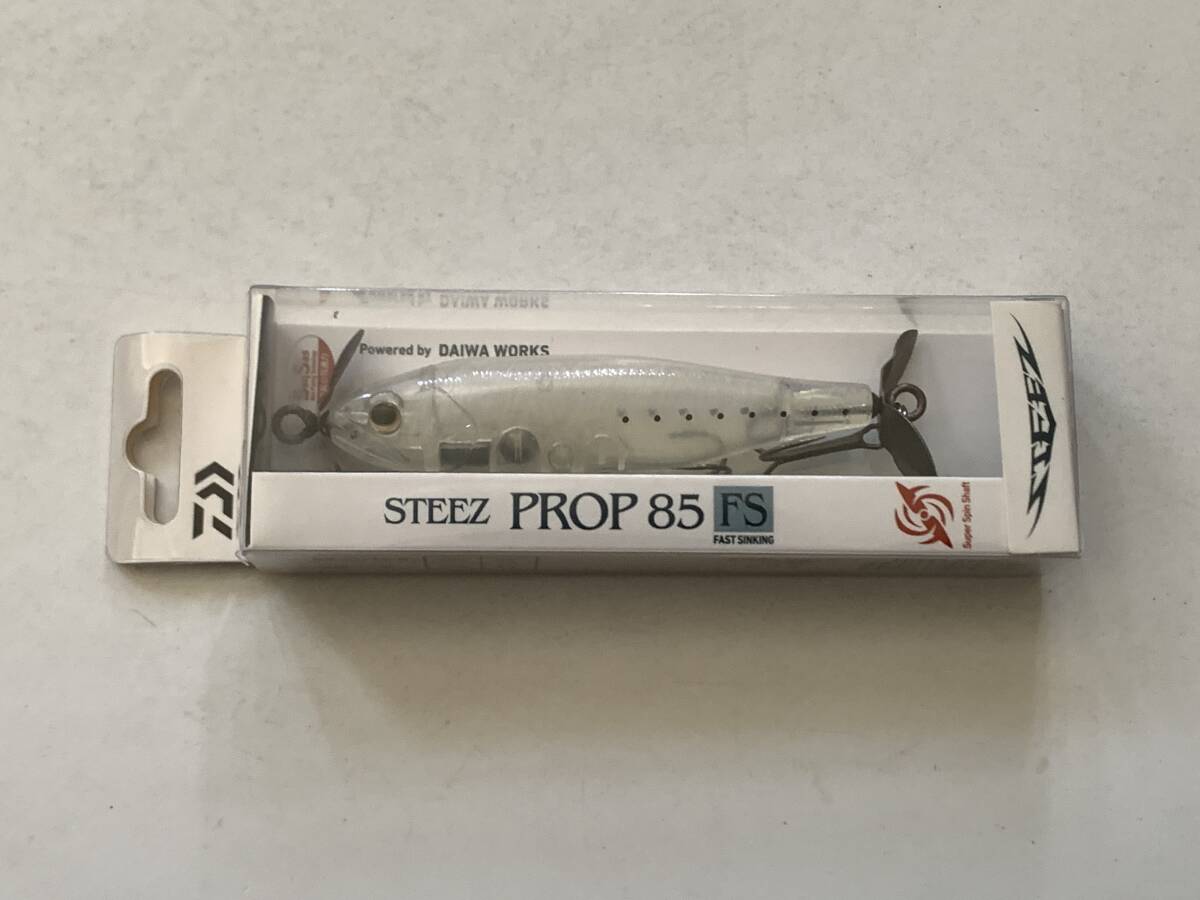 Powered by DAIWA WORKS
STEEZ PROP 85 FS
FAST SINKING
Super Spin Shaft
STEEZ